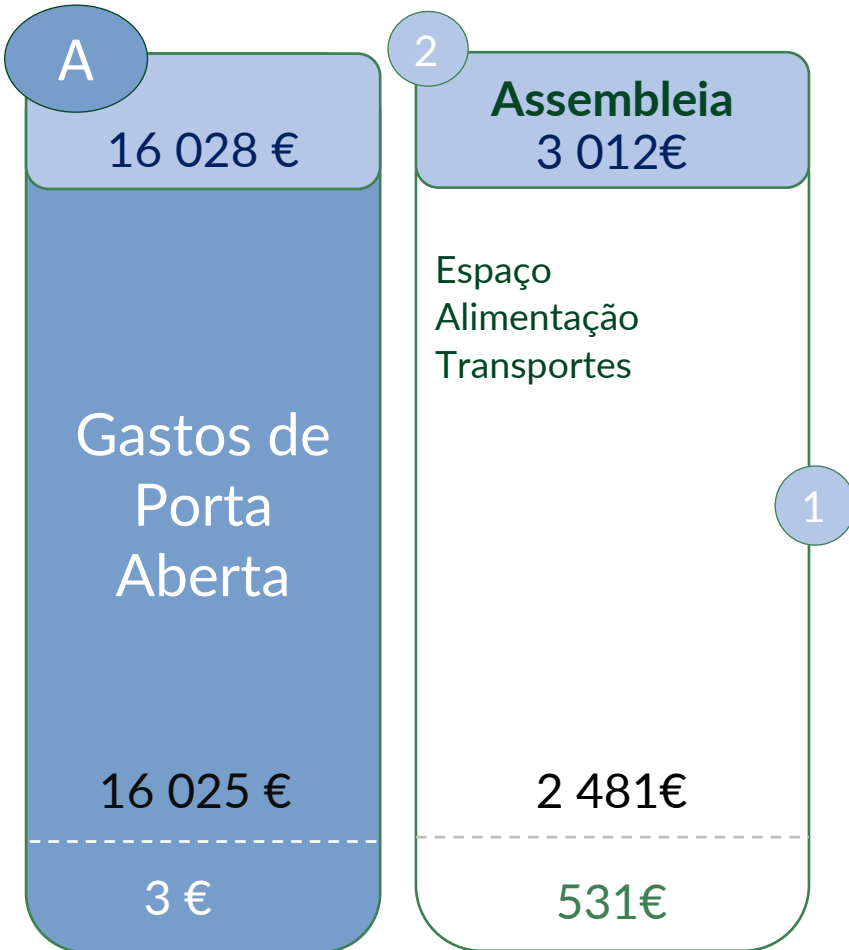 A
16 028 €
Gastos de
Porta
Aberta
16 025 €
3 €
2
Assembleia
3 012€
Espaço
Alimentação
Transportes
1
2 481€
531€